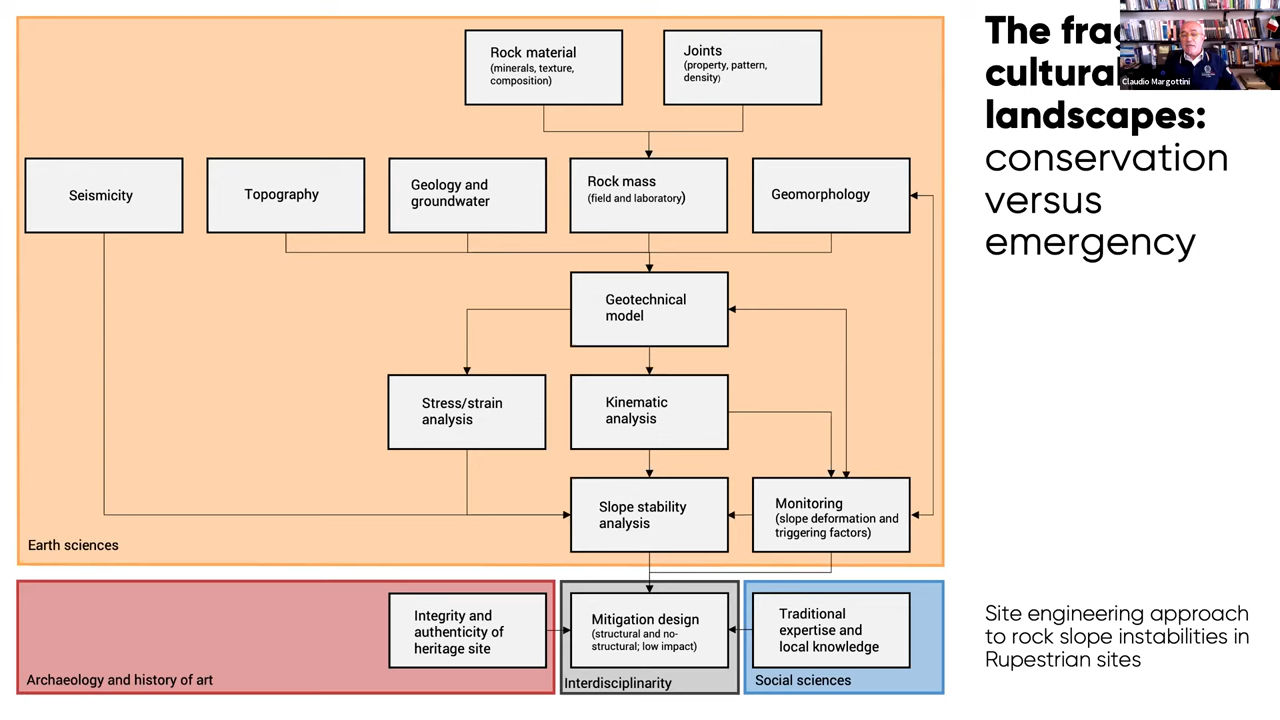 Rock material
(minerals, texture,
composition)
Joints
(property, pattern,
density)
Seismicity
Topography
Geology and
groundwater
Rock mass
(field and laboratory)
Geomorphology
Geotechnical
model
Stress/strain
analysis
Kinematic
analysis
Slope stability
analysis
Monitoring
(slope deformation and
triggering factors)
Earth sciences
Integrity and
authenticity of
heritage site
Mitigation design
(structural and no-
structural; low impact)
Traditional
expertise and
local knowledge
Archaeology and history of art
Interdisciplinarity
Social sciences
The
cultural
landscapes:
conservation
versus
emergency
Claudio Margottini
Site engineering approach
to rock slope instabilities in
Rupestrian sites